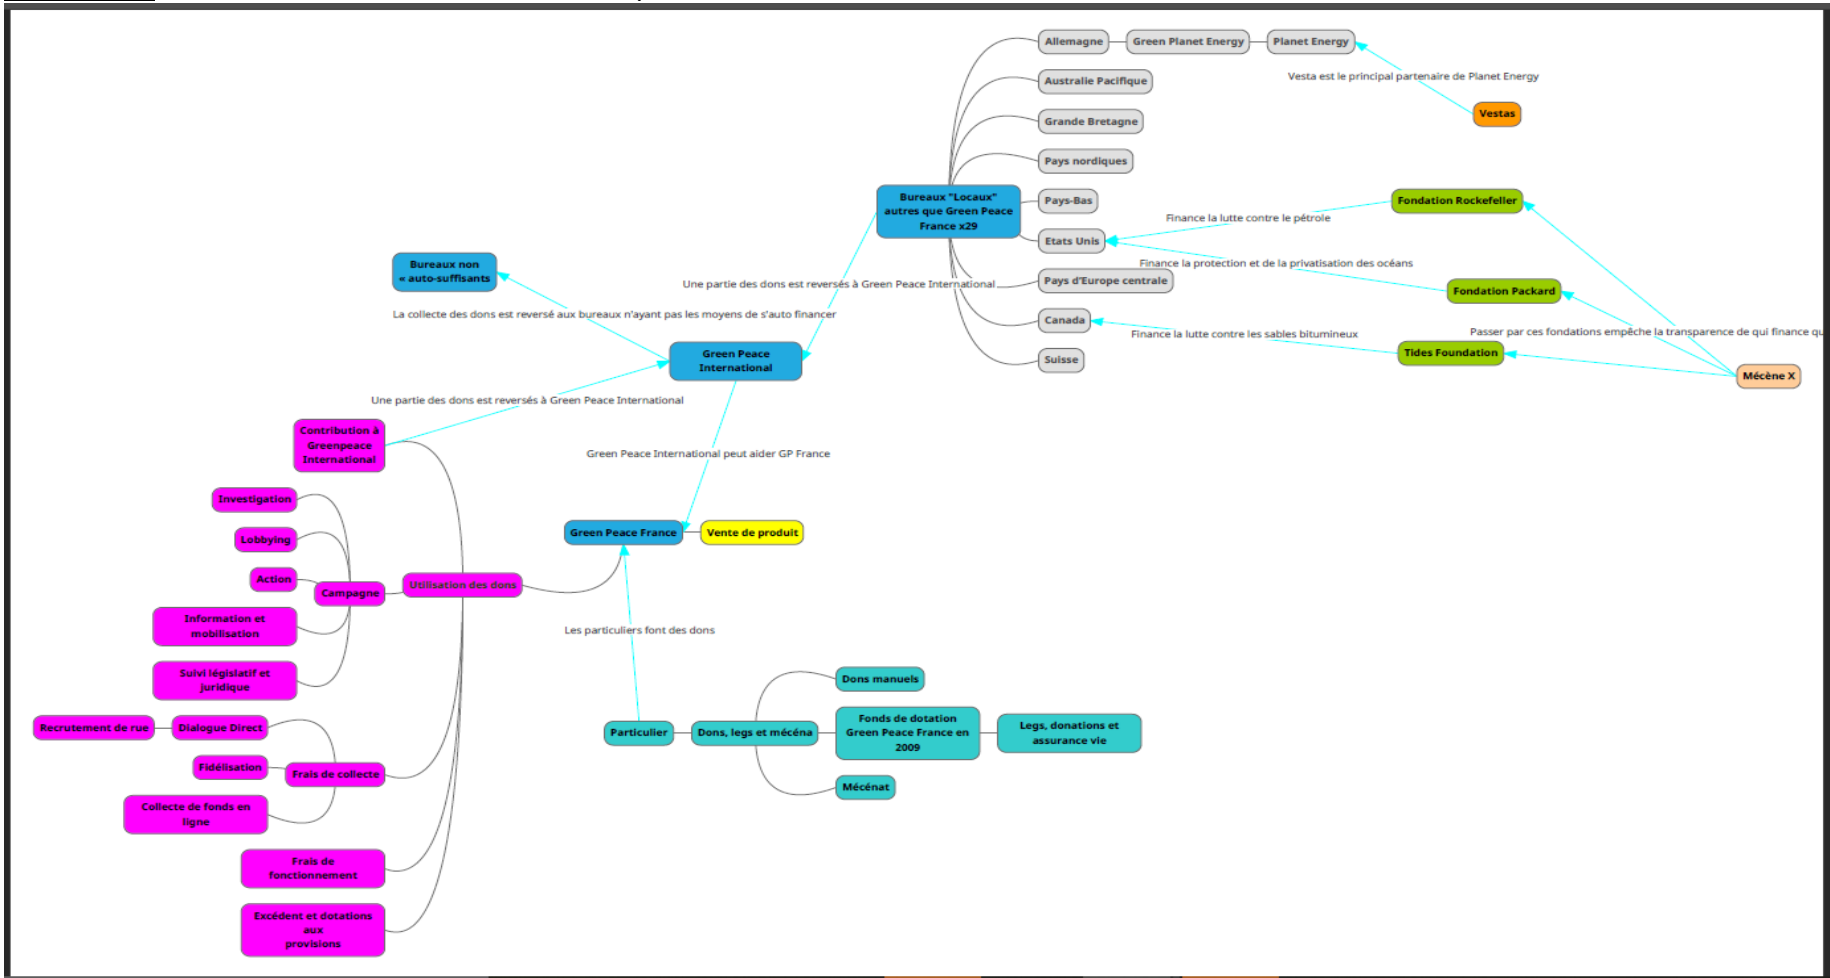 Allemagne
Green Planet Energy
Planet Energy
Vesta est le principal partenaire de Planet Energy
Vestas
Australie Pacifique
Grande Bretagne
Pays nordiques
Bureaux "Locaux"
autres que Green Peace
France x29
Pays-Bas
Etats Unis
Pays d'Europe centrale
Canada
Suisse
Fondation Rockefeller
Finance la lutte contre le pétrole
Finance la protection et de la privatisation des océans
Fondation Packard
Finance la lutte contre les sables bitumineux
Tides Foundation
Passer par ces fondations empêche la transparence de qui finance qu
Mécène X
Bureaux non
« auto-suffisants
Une partie des dons est reversés à Green Peace International
La collecte des dons est reversé aux bureaux n'ayant pas les moyens de s'auto financer
Green Peace
International
Une partie des dons est reversés à Green Peace International
Contribution à
Greenpeace
International
Green Peace International peut aider GP France
Investigation
Lobbying
Action
Campagne
Information et
mobilisation
Suivi législatif et
juridique
Utilisation des dons
Green Peace France
Vente de produit
Les particuliers font des dons
Recrutement de rue
Dialogue Direct
Fidélisation
Frais de collecte
Collecte de fonds en
ligne
Frais de
fonctionnement
Excédent et dotations
aux
provisions
Particulier
Dons, legs et mécéna
Dons manuels
Fonds de dotation
Green Peace France en
2009
Legs, donations et
assurance vie
Mécénat